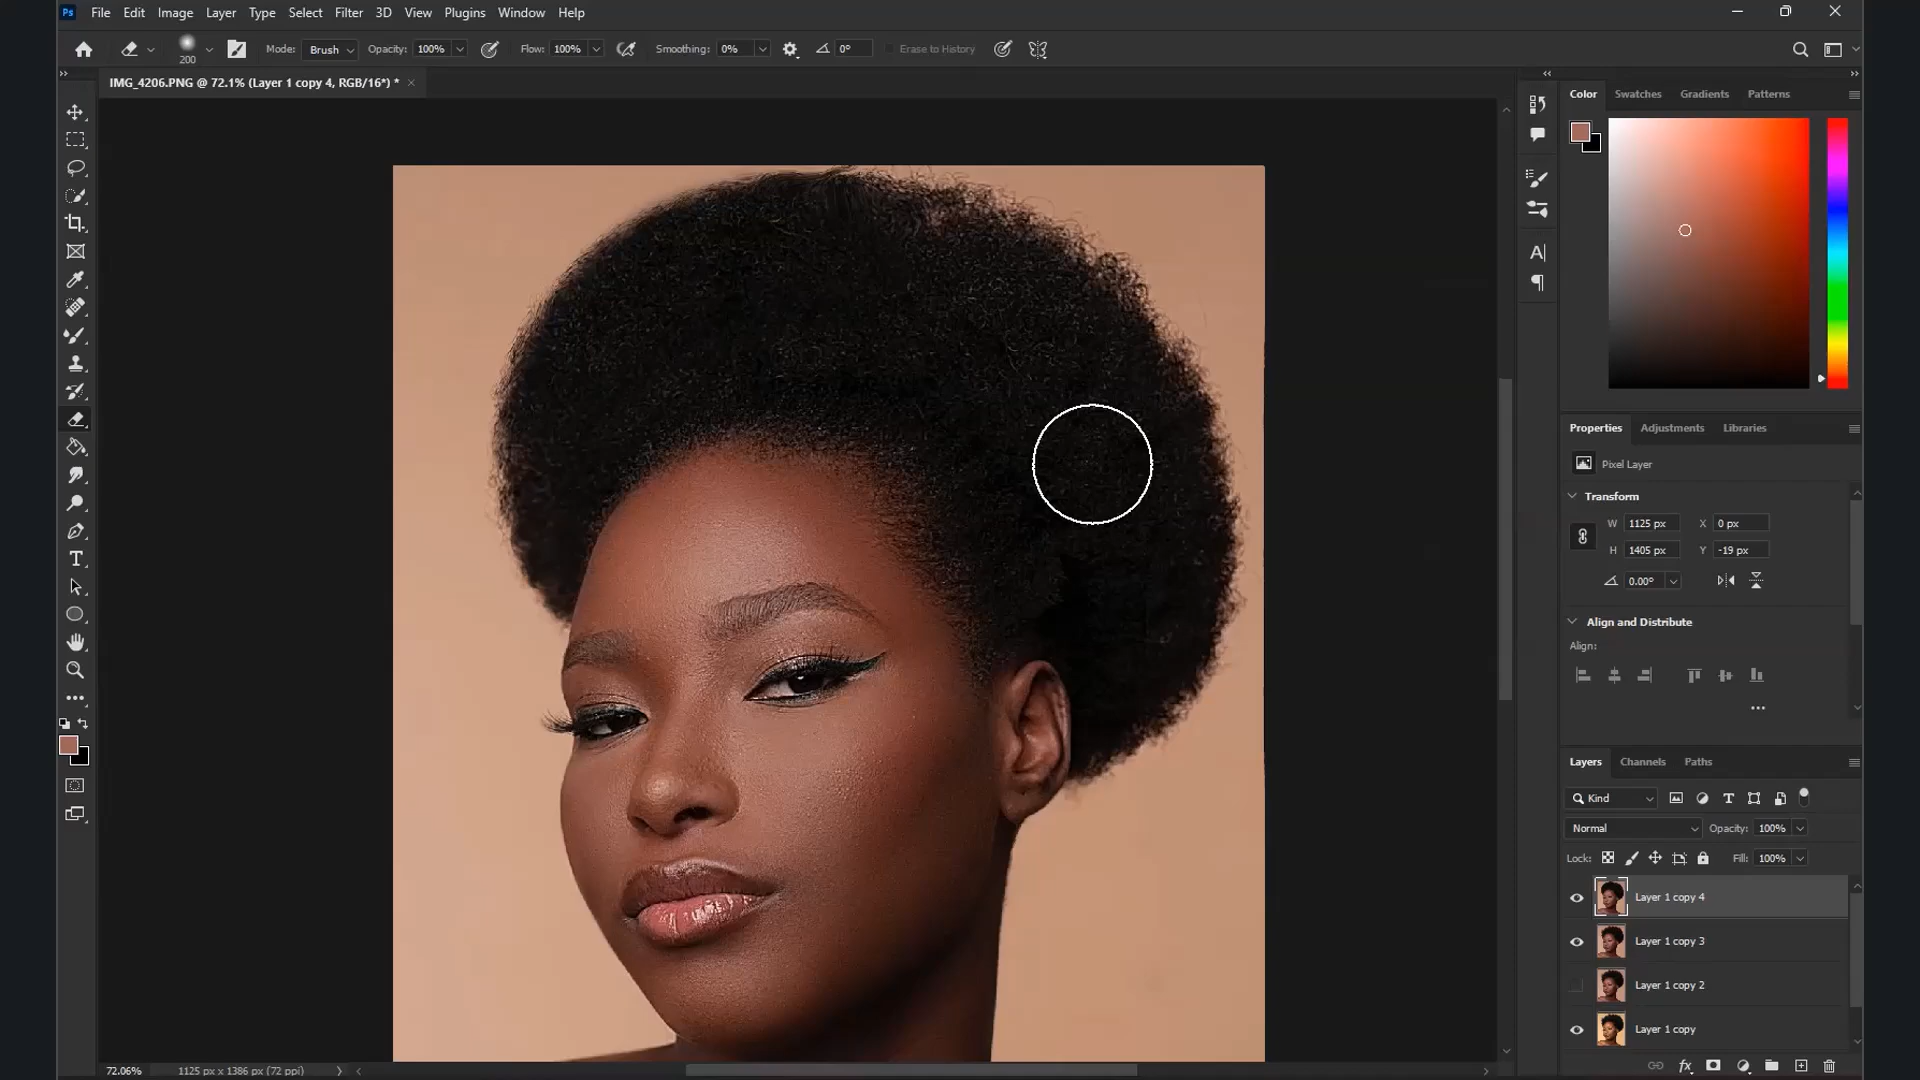 Ps File Edit Image Layer Type Select Filter 3D View Plugins Window Help
200 Mode: Brush Opacity: 100% Flow: 100% Smoothing: 0% 0° Erase to History
IMG_4206.PNG @ 72.1% (Layer 1 copy 4, RGB/16*) * ×
Color Swatches Gradients Patterns
Properties Adjustments Libraries
Pixel Layer
Transform
W 1125 px X 0 px
H 1405 px Y -19 px
0.00°
Align and Distribute
Align:
Layers Channels Paths
Kind
Normal Opacity: 100%
Lock: Fill: 100%
Layer 1 copy 4
Layer 1 copy 3
Layer 1 copy 2
Layer 1 copy
fx
72.06% 1125 px x 1386 px (72 ppi)